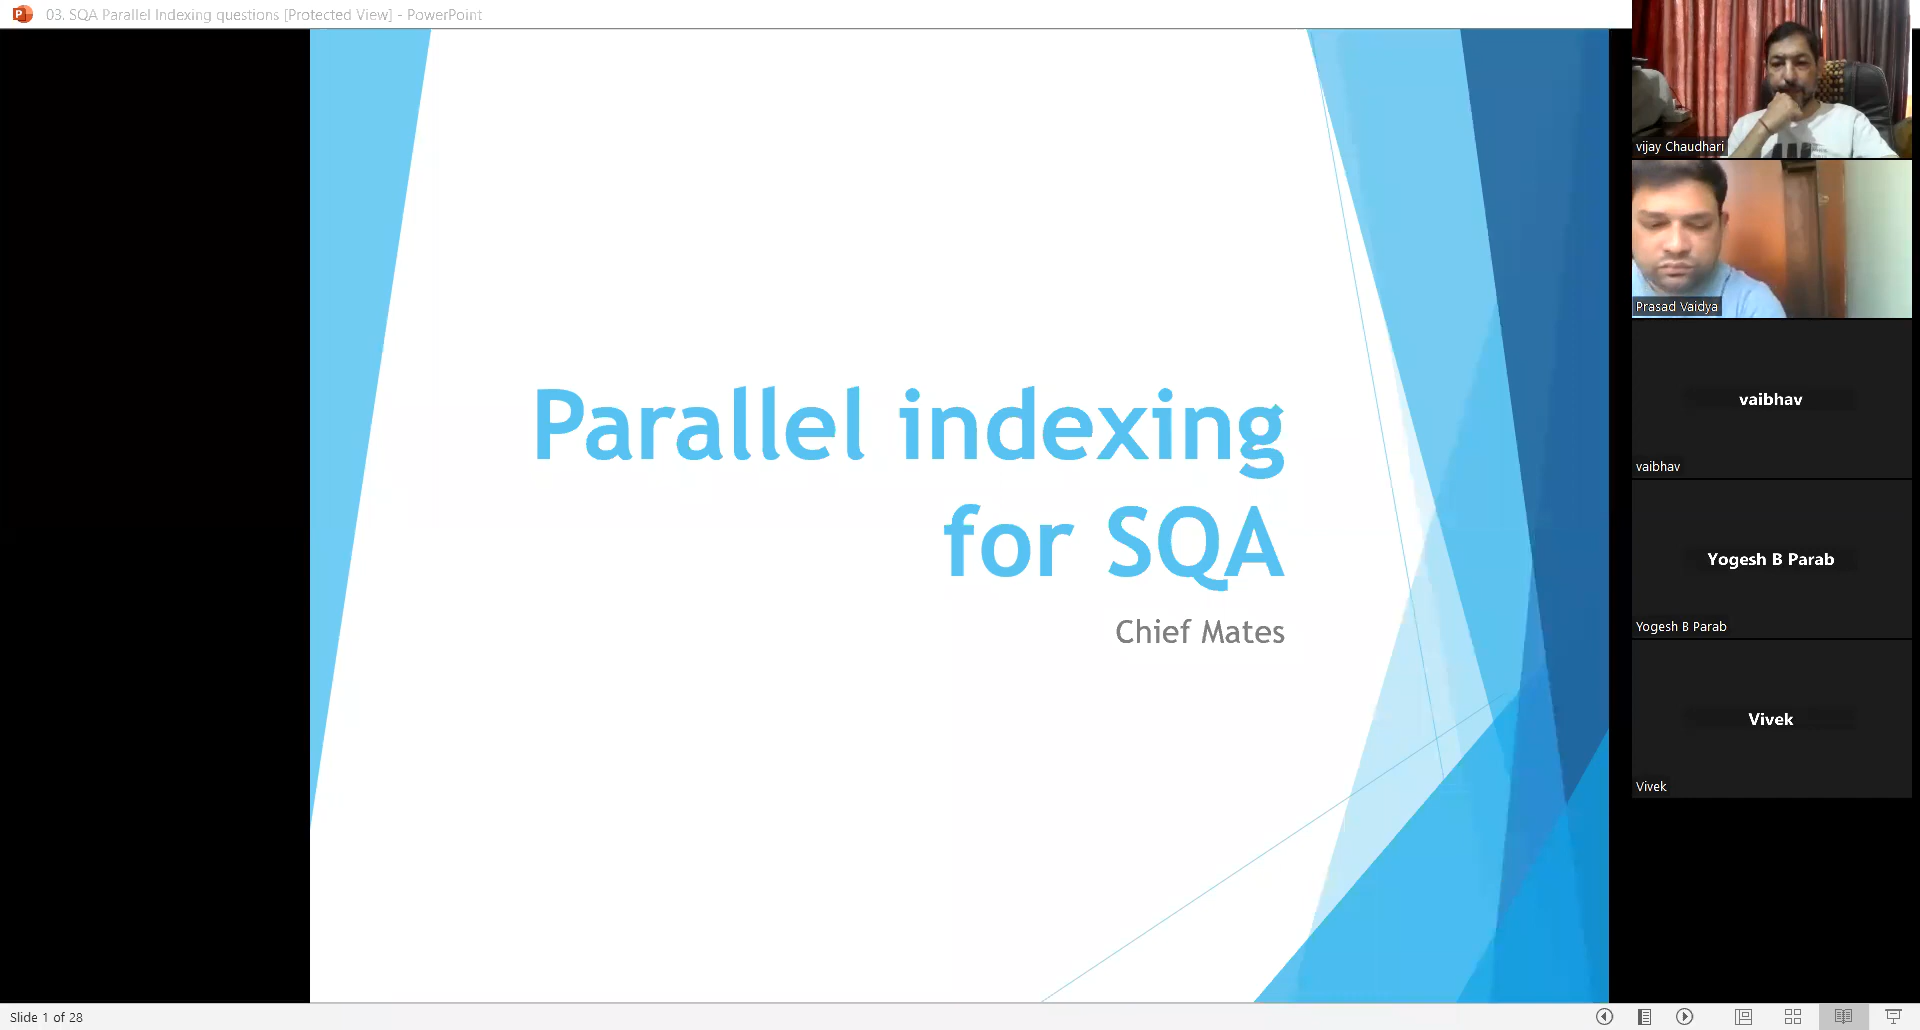 03. SQA Parallel Indexing questions [Protected View] - PowerPoint
Parallel indexing
for SQA
Chief Mates
vijay Chaudhari
Prasad Vaidya
vaibhav
vaibhav
Yogesh B Parab
Yogesh B Parab
Vivek
Vivek
Slide 1 of 28